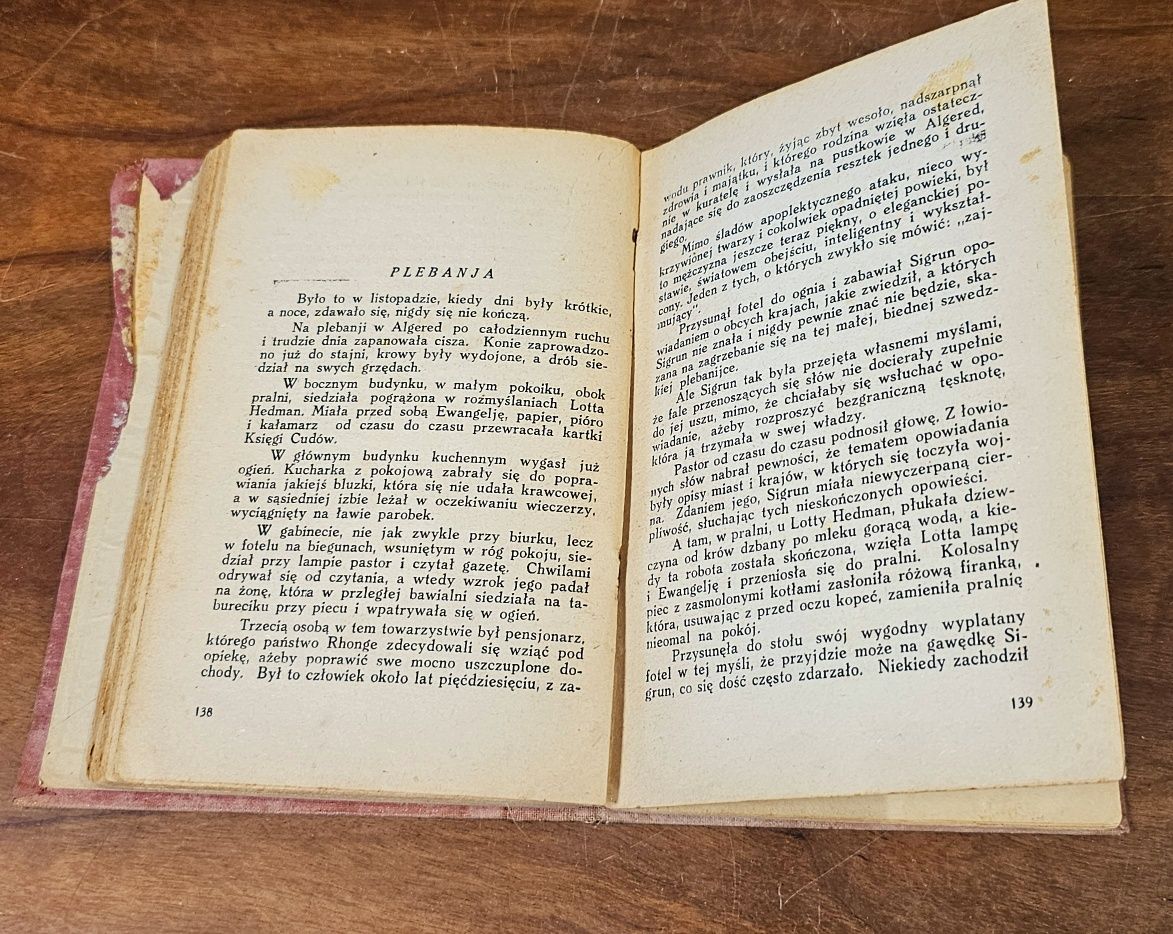 PLEBANJA
Było to w listopadzie, kiedy dni były krótkie,
a noce, zdawało się, nigdy się nie kończą.
Na plebanji w Algered po całodziennym ruchu
i trudzie dnia zapanowała cisza. Konie zaprowadzo-
no już do stajni, krowy były wydojone, a drób sie-
dział na swych grzędach.
W bocznym budynku, w małym pokoiku, obok
pralni, siedziała pogrążona w rozmyślaniach Lotta
Hedman. Miała przed sobą Ewangelję, papier, pióro
i kałamarz od czasu do czasu przewracała kartki
Księgi Cudów.
W głównym budynku kuchennym wygasł już
ogień. Kucharka z pokojową zabrały się do popra-
wiania jakiejś bluzki, która się nie udała krawcowej,
a w sąsiedniej izbie leżał w oczekiwaniu wieczerzy,
wyciągnięty na ławie parobek.
W gabinecie, nie jak zwykle przy biurku, lecz
w fotelu na biegunach, wsuniętym w róg pokoju, sie-
dział przy lampie pastor i czytał gazetę. Chwilami
odrywał się od czytania, a wtedy wzrok jego padał
na żonę, która w przległej bawialni siedziała na ta-
bureciku przy piecu i wpatrywała się w ogień.
Trzecią osobą w tem towarzystwie był pensjonarz,
którego państwo Rhonge zdecydowali się wziąć pod
opiekę, ażeby poprawić swe mocno uszczuplone do-
chody. Był to człowiek około lat pięćdziesięciu, z za-
138
wodu prawnik, który, żyjąc zbyt wesoło, nadszarpnął
zdrowia i majątku, i którego rodzina wzięła ostatecz-
nie w kuratelę i wysłała na pustkowie w Algered,
nadające się do zaoszczędzenia resztek jednego i dru-
giego.
Mimo śladów apoplektycznego ataku, nieco wy-
krzywionej twarzy i cokolwiek opadniętej powieki, był
to mężczyzna jeszcze teraz piękny, o eleganckiej po-
stawie, światowem obejściu, inteligentny i wykształ-
cony. Jeden z tych, o których zwykło się mówić: „zaj-
mujący".
Przysunął fotel do ognia i zabawiał Sigrun opo-
wiadaniem o obcych krajach, jakie zwiedził, a których
Sigrun nie znała i nigdy pewnie znać nie będzie, ska-
zana na zagrzebanie się na tej małej, biednej szwedz-
kiej plebanijce.
Ale Sigrun tak była przejęta własnemi myślami,
że fale przenoszących się słów nie docierały zupełnie
do jej uszu, mimo, że chciałaby się wsłuchać w opo-
wiadanie, ażeby rozproszyć bezgraniczną tęsknotę,
która ją trzymała w swej władzy.
Pastor od czasu do czasu podnosił głowę. Z łowio-
nych słów nabrał pewności, że tematem opowiadania
były opisy miast i krajów, w których się toczyła woj-
na. Zdaniem jego, Sigrun miała niewyczerpaną cier-
pliwość, słuchając tych nieskończonych opowieści.
A tam, w pralni, u Lotty Hedman, płukała dziew-
czyna od krów dzbany po mleku gorącą wodą, a kie-
dy ta robota została skończona, wzięła Lotta lampę
i Ewangelję i przeniosła się do pralni. Kolosalny
piec z zasmolonymi kotłami zasłoniła różową firanką,
która, usuwając z przed oczu kopeć, zamieniła pralnię
nieomal na pokój.
Przysunęła do stołu swój wygodny wyplatany
fotel w tej myśli, że przyjdzie może na gawędkę Si-
grun, co się dość często zdarzało. Niekiedy zachodził
139